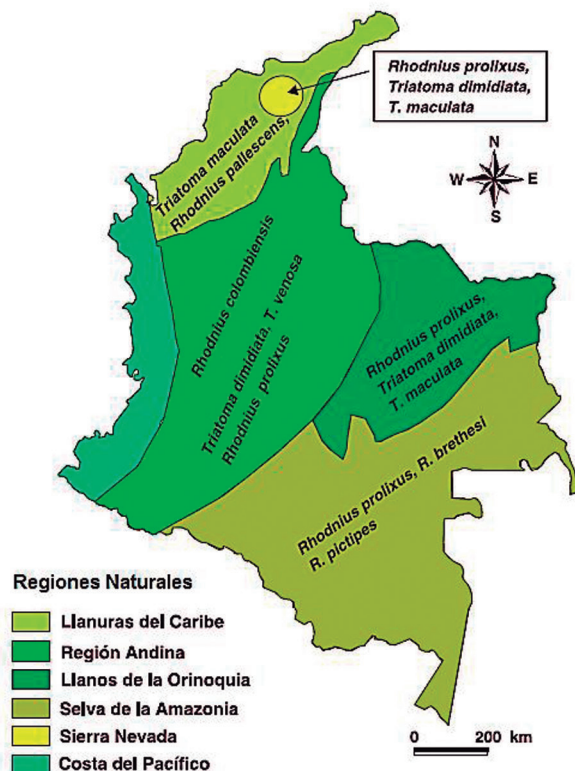 Rhodnius prolixus,
Triatoma dimidiata,
T. maculata
N
W E
S
Triatoma maculata
Rhodnius pallescens,
Rhodnius colombiensis
Triatoma dimidiata, T. venosa
Rhodnius prolixus
Rhodnius prolixus,
Triatoma dimidiata,
T. maculata
Rhodnius prolixus, R. brethesi
R. pictipes
Regiones Naturales
Llanuras del Caribe
Región Andina
Llanos de la Orinoquia
Selva de la Amazonia
Sierra Nevada
Costa del Pacífico
0 200 km